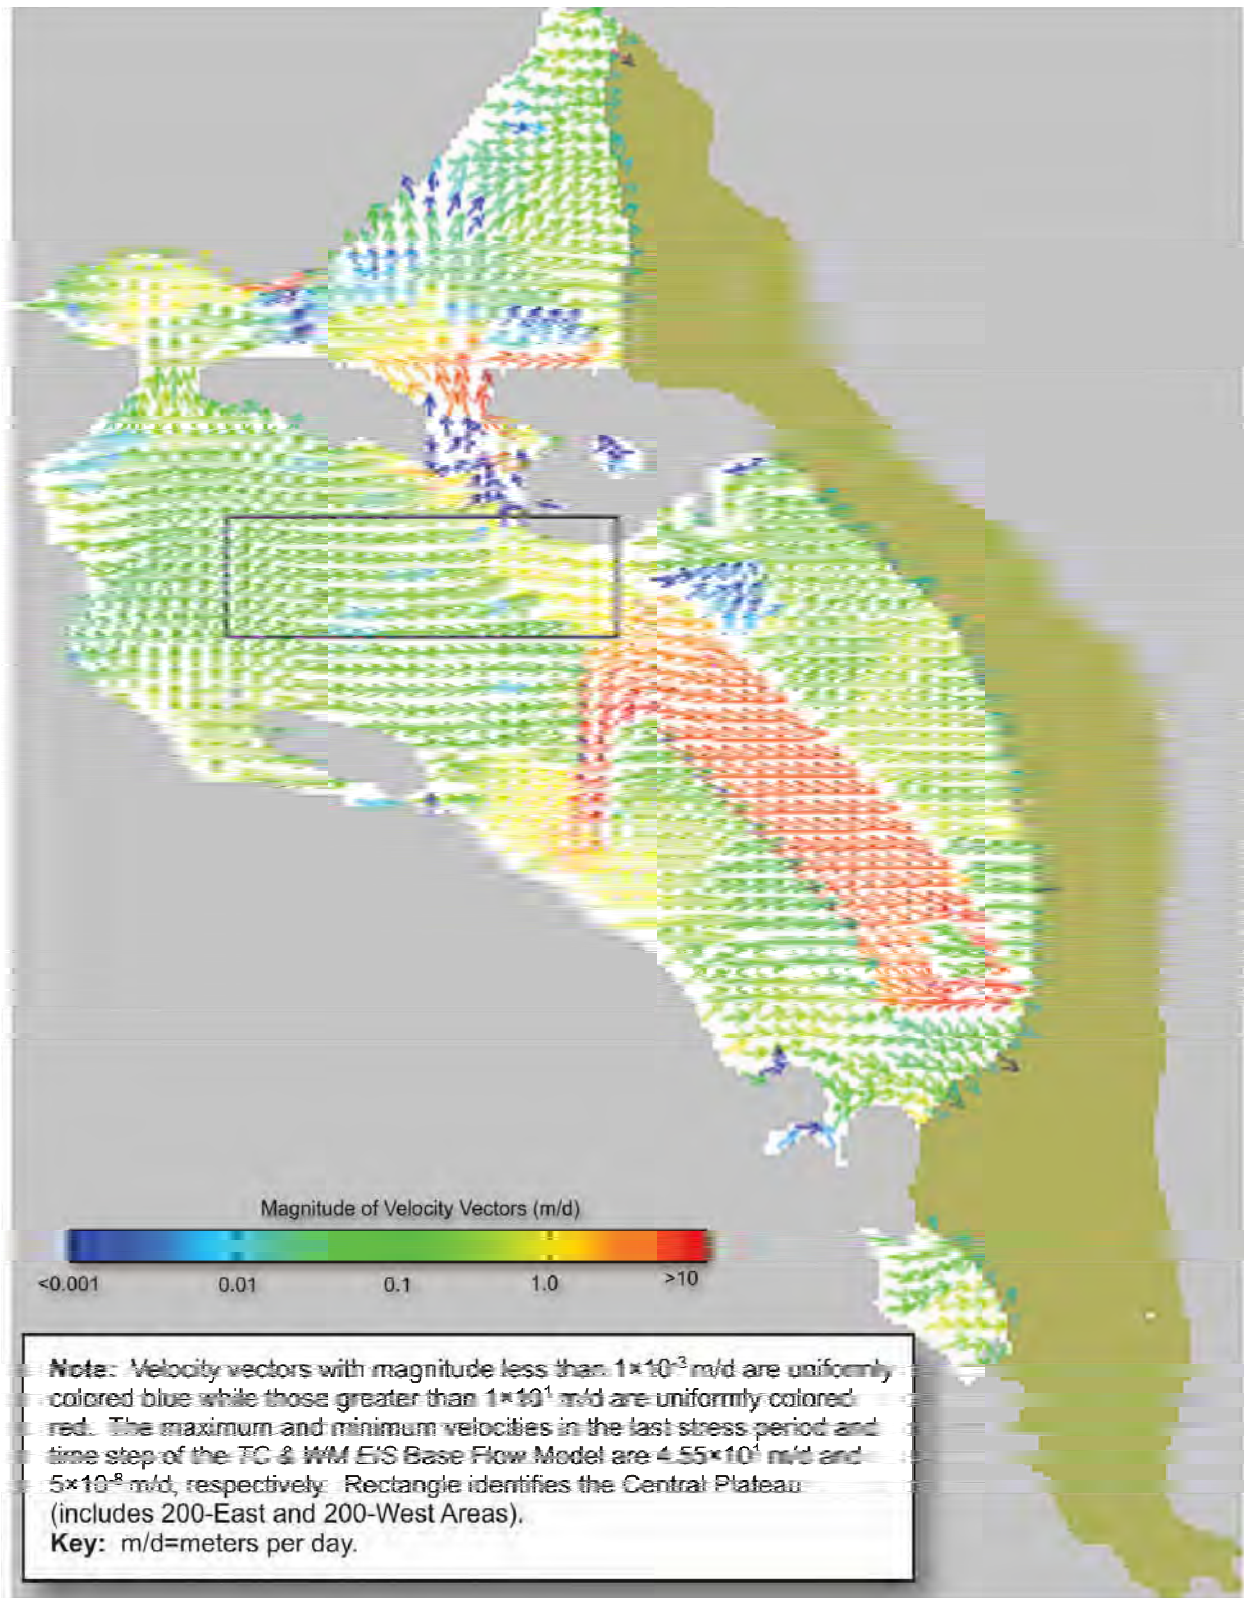 Magnitude of Velocity Vectors (m/d)
<0.001 0.01 0.1 1.0 >10
Note: Velocity vectors with magnitude less than 1×10⁻³ m/d are uniformly
colored blue while those greater than 1×10¹ m/d are uniformly colored
red. The maximum and minimum velocities in the last stress period and
time step of the TC & WM EIS Base Flow Model are 4.55×10¹ m/d and
5×10⁻⁸ m/d, respectively. Rectangle identifies the Central Plateau
(includes 200-East and 200-West Areas).
Key: m/d=meters per day.